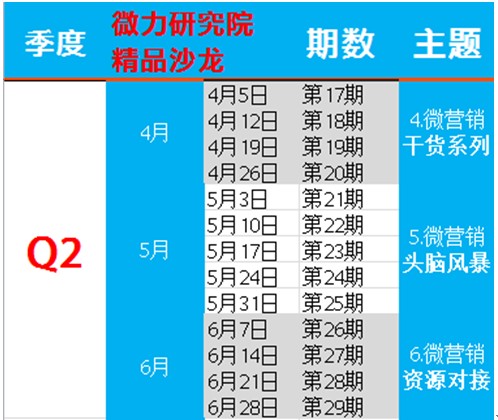 季度 微力研究院 精品沙龙 期数 主题
Q2
4月
4月5日 第17期
4月12日 第18期
4月19日 第19期
4月26日 第20期
4.微营销
干货系列
5月
5月3日 第21期
5月10日 第22期
5月17日 第23期
5月24日 第24期
5月31日 第25期
5.微营销
头脑风暴
6月
6月7日 第26期
6月14日 第27期
6月21日 第28期
6月28日 第29期
6.微营销
资源对接